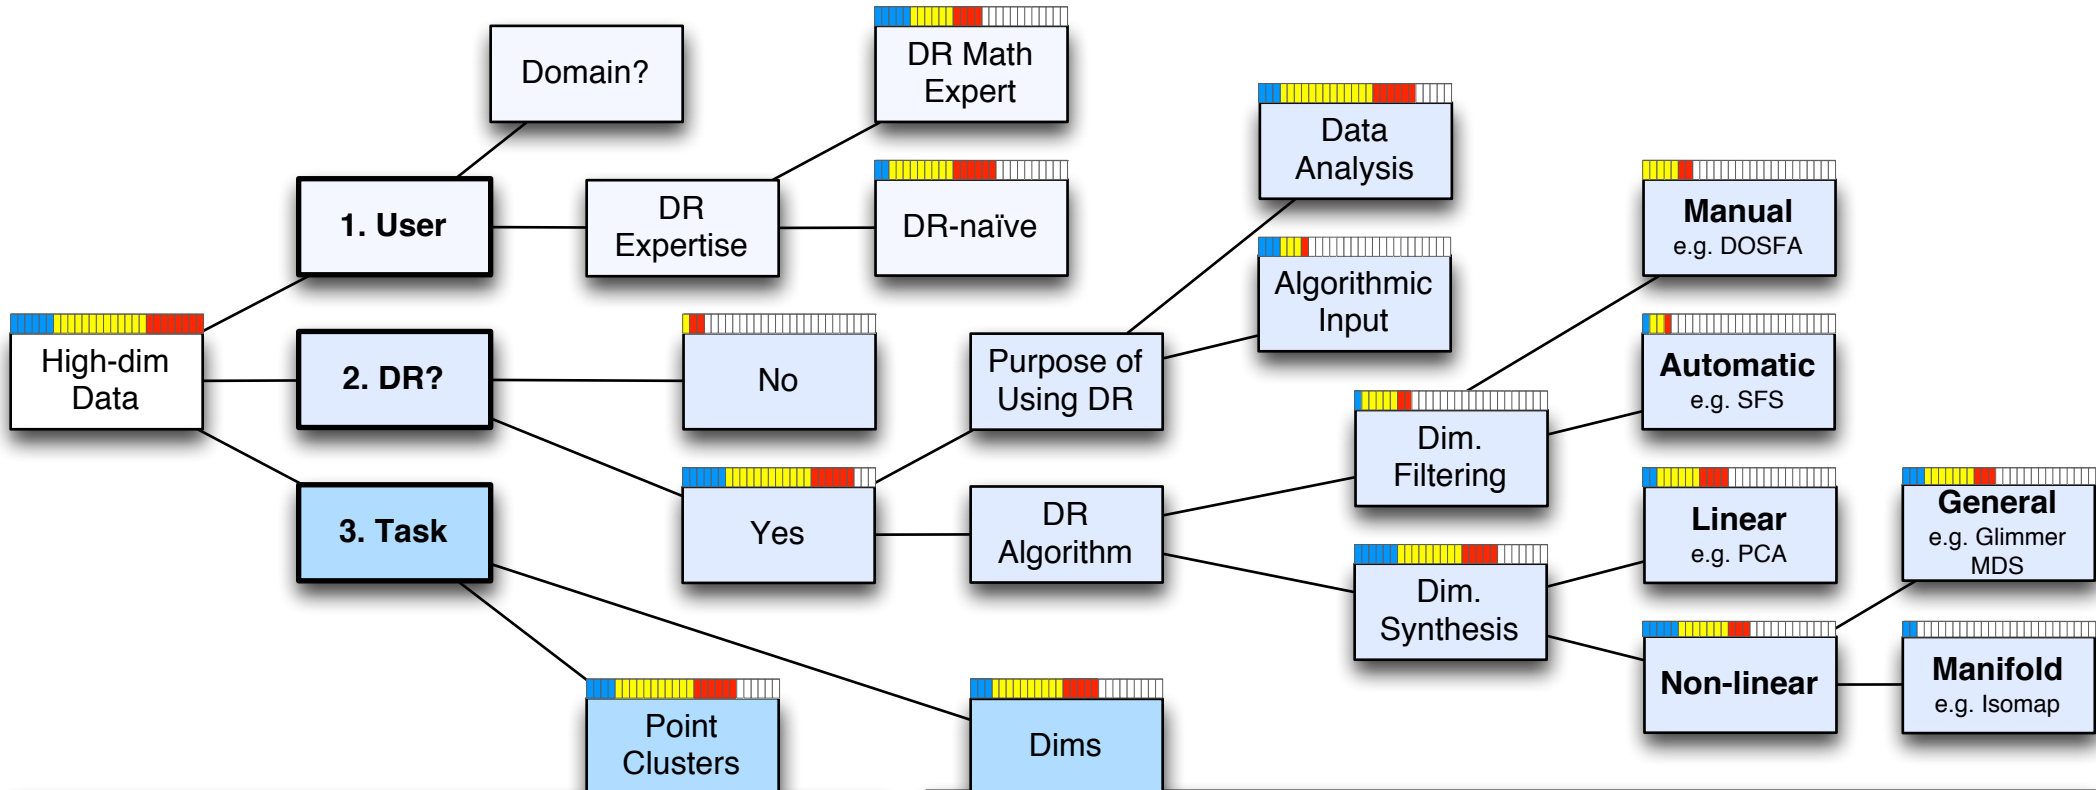 Domain?
DR Math
Expert
1. User
DR
Expertise
DR-naïve
High-dim
Data
2. DR?
No
Yes
Purpose of
Using DR
Data
Analysis
Algorithmic
Input
DR
Algorithm
Dim.
Filtering
Manual
e.g. DOSFA
Automatic
e.g. SFS
Dim.
Synthesis
Linear
e.g. PCA
Non-linear
General
e.g. Glimmer
MDS
Manifold
e.g. Isomap
3. Task
Point
Clusters
Dims